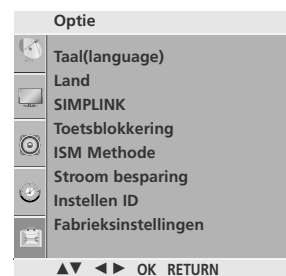 Optie
Taal(language)
Land
SIMPLINK
Toetsblokkering
ISM Methode
Stroom besparing
Instellen ID
Fabrieksinstellingen
▲▼ ◄► OK RETURN